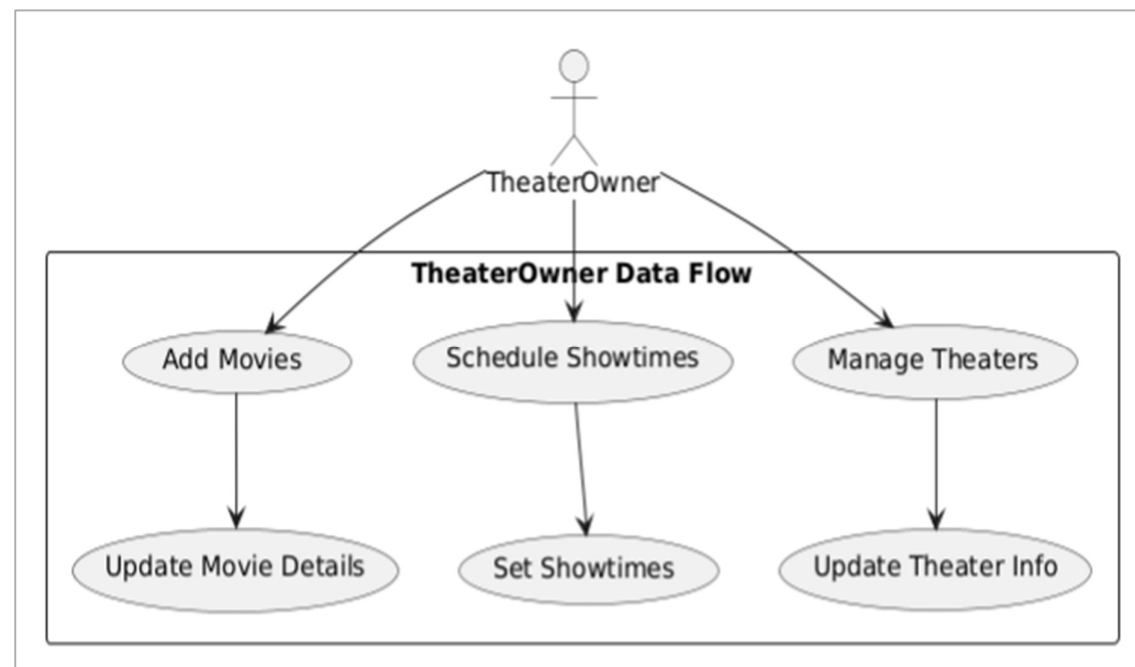 TheaterOwner
TheaterOwner Data Flow
Add Movies
Schedule Showtimes
Manage Theaters
Update Movie Details
Set Showtimes
Update Theater Info